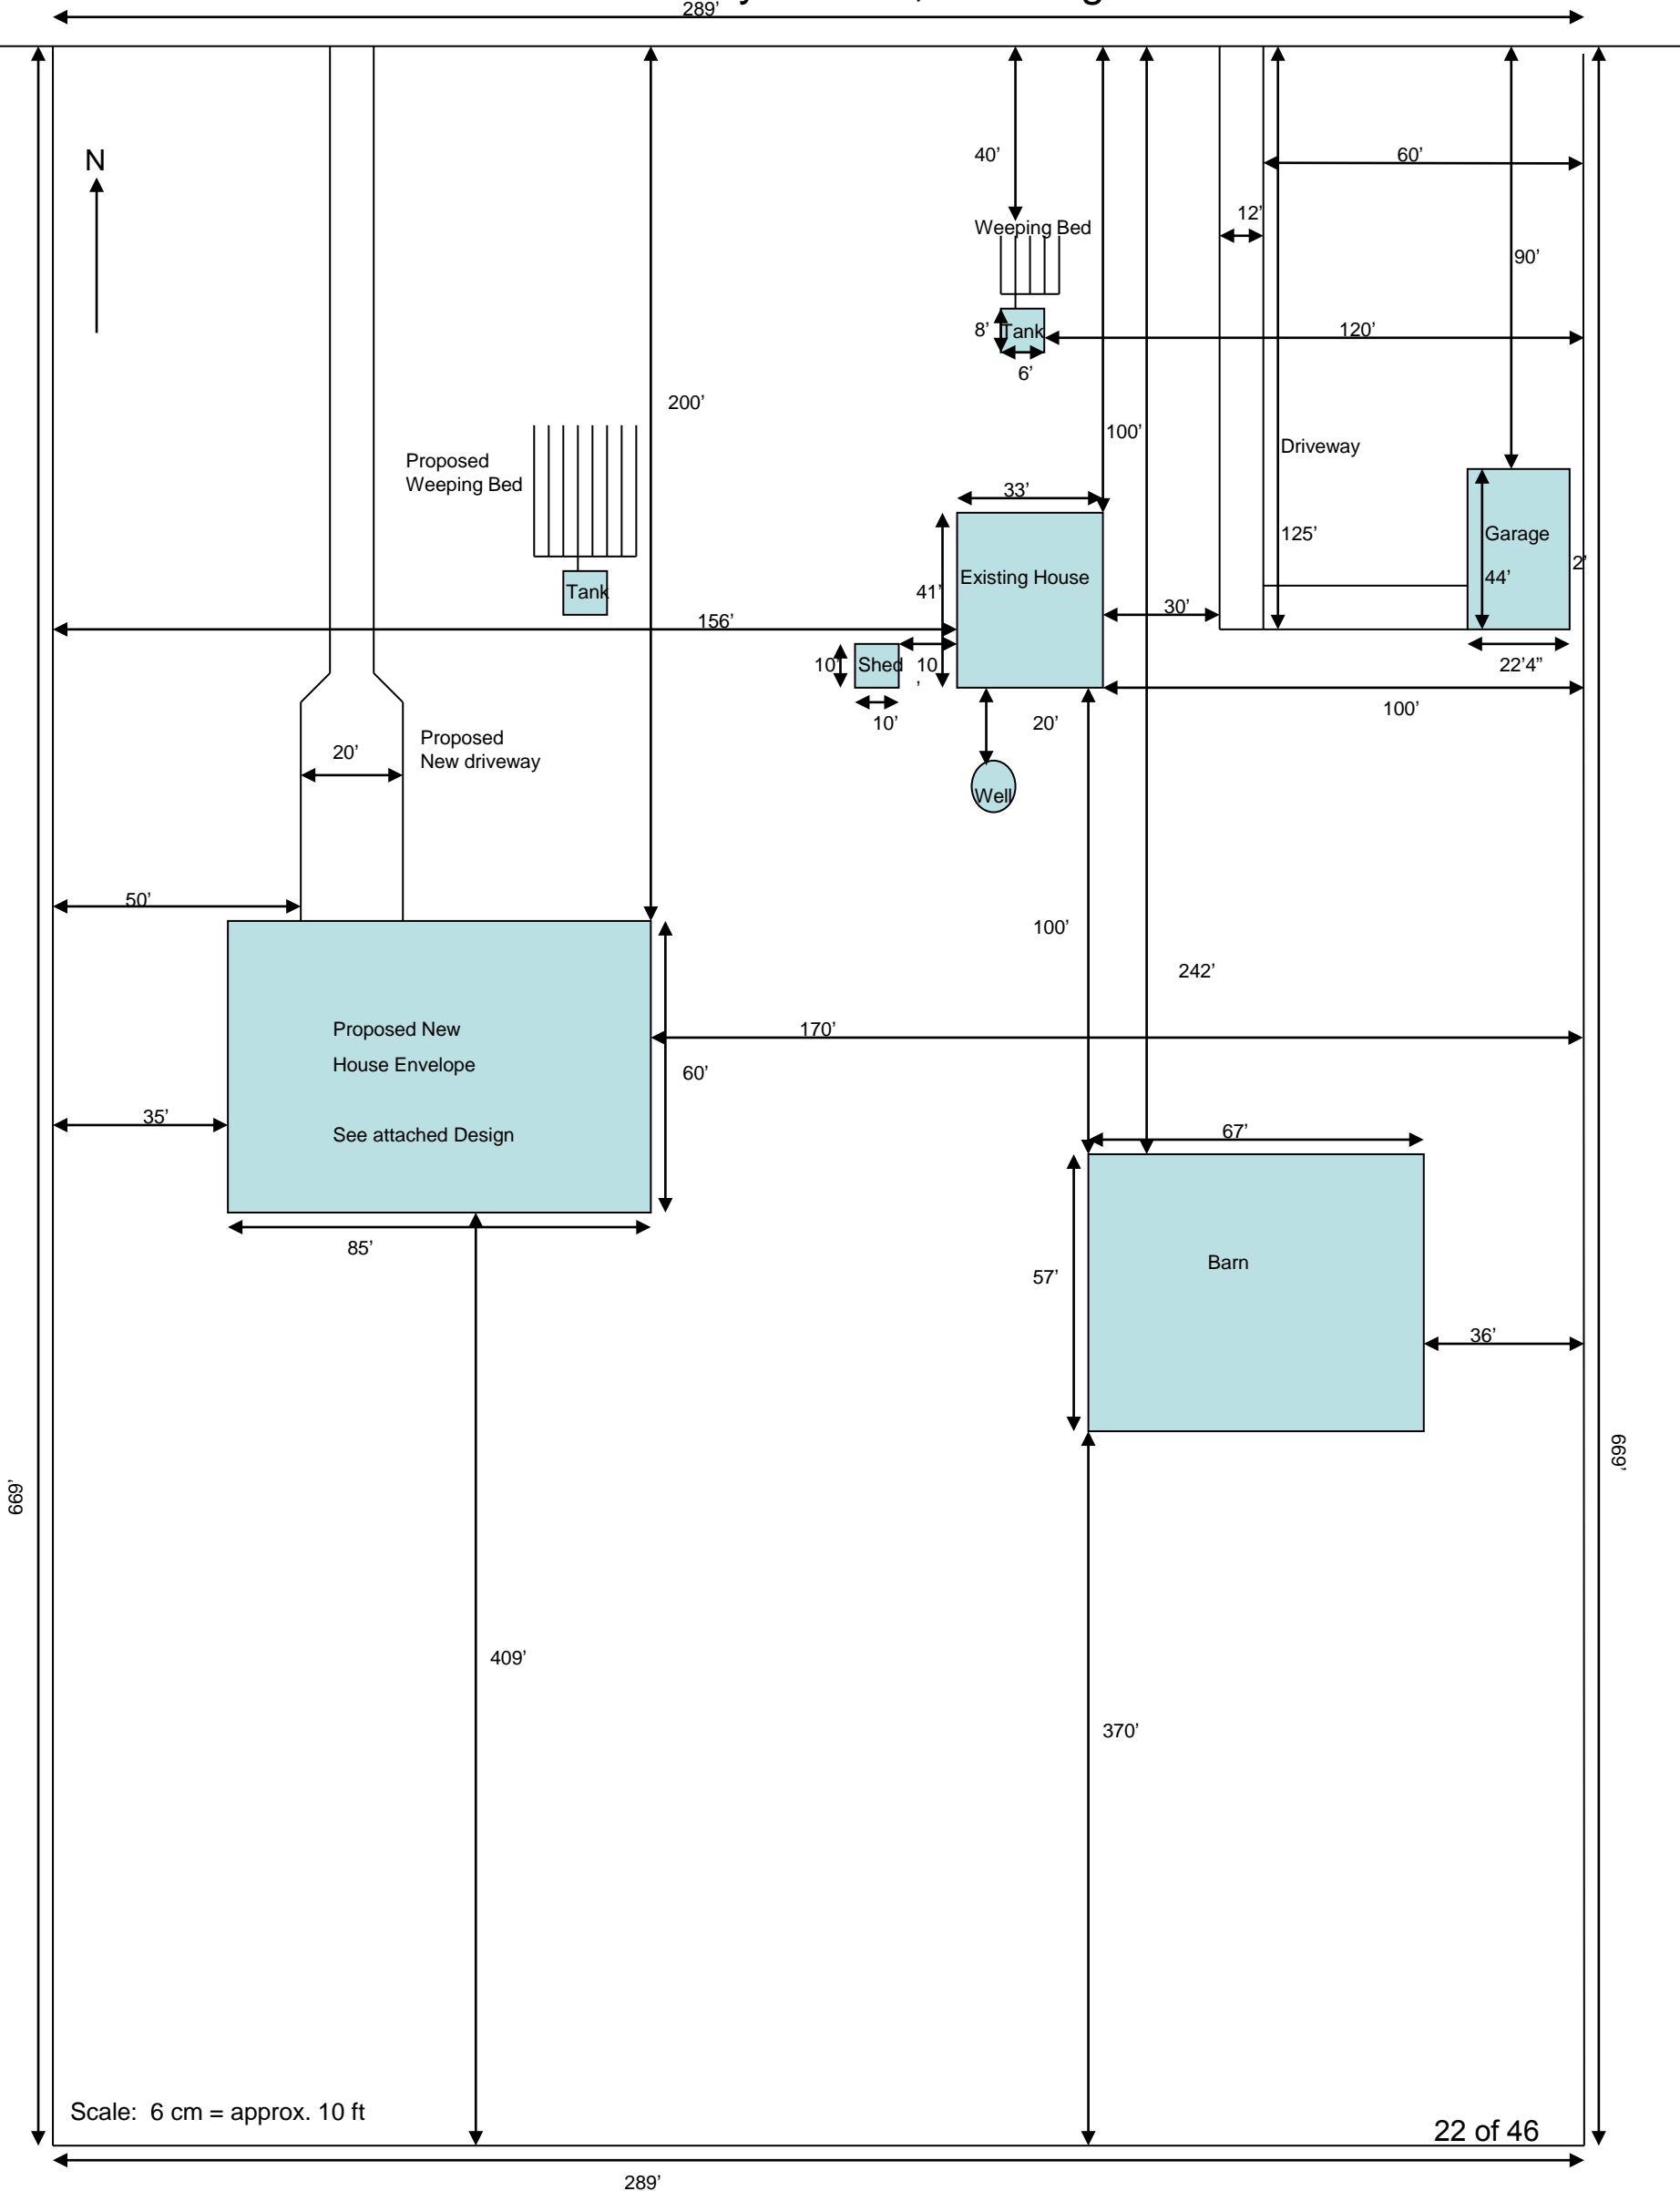 289’
N
40’
60’
12’
Weeping Bed
90’
8’
Tank
120’
6’
200’
100’
Driveway
Proposed
Weeping Bed
33’
125’
Garage
2’
Existing House
44’
41’
Tank
30’
156’
10’
Shed
10
’
22’4”
10’
20’
100’
Proposed
New driveway
20’
Well
50’
100’
242’
Proposed New
House Envelope
See attached Design
170’
60’
35’
67’
85’
57’
Barn
36’
669’
669’
409’
370’
Scale: 6 cm = approx. 10 ft
22 of 46
289’